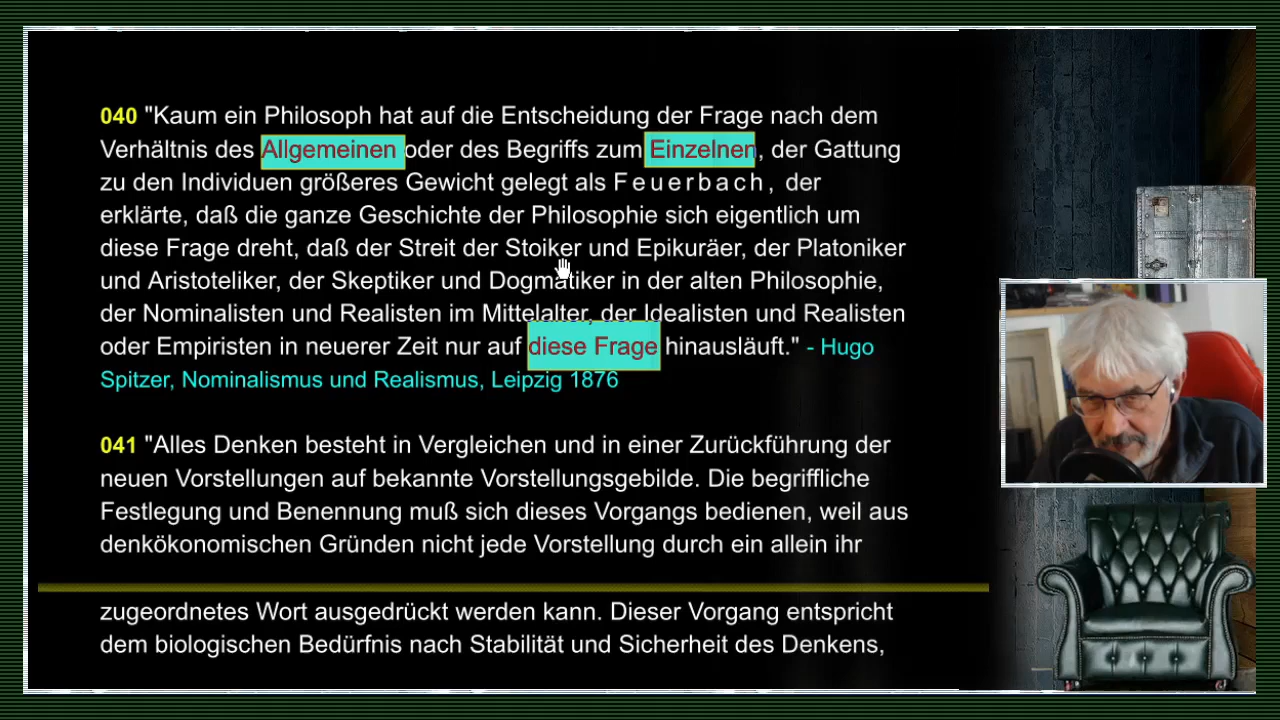 040 "Kaum ein Philosoph hat auf die Entscheidung der Frage nach dem
Verhältnis des Allgemeinen oder des Begriffs zum Einzelnen, der Gattung
zu den Individuen größeres Gewicht gelegt als Feuerbach, der
erklärte, daß die ganze Geschichte der Philosophie sich eigentlich um
diese Frage dreht, daß der Streit der Stoiker und Epikuräer, der Platoniker
und Aristoteliker, der Skeptiker und Dogmatiker in der alten Philosophie,
der Nominalisten und Realisten im Mittelalter, der Idealisten und Realisten
oder Empiristen in neuerer Zeit nur auf diese Frage hinausläuft." - Hugo
Spitzer, Nominalismus und Realismus, Leipzig 1876
041 "Alles Denken besteht in Vergleichen und in einer Zurückführung der
neuen Vorstellungen auf bekannte Vorstellungsgebilde. Die begriffliche
Festlegung und Benennung muß sich dieses Vorgangs bedienen, weil aus
denkökonomischen Gründen nicht jede Vorstellung durch ein allein ihr
zugeordnetes Wort ausgedrückt werden kann. Dieser Vorgang entspricht
dem biologischen Bedürfnis nach Stabilität und Sicherheit des Denkens,